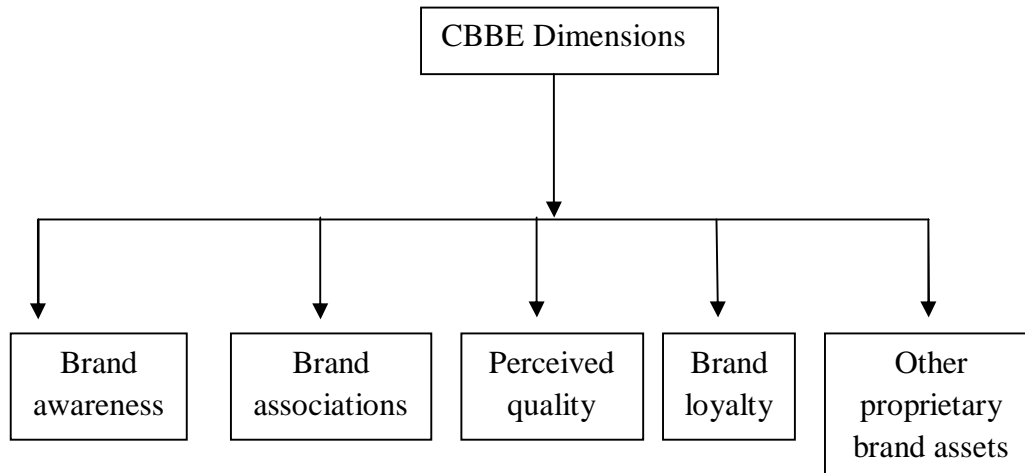 CBBE Dimensions
Brand
awareness
Brand
associations
Perceived
quality
Brand
loyalty
Other
proprietary
brand assets